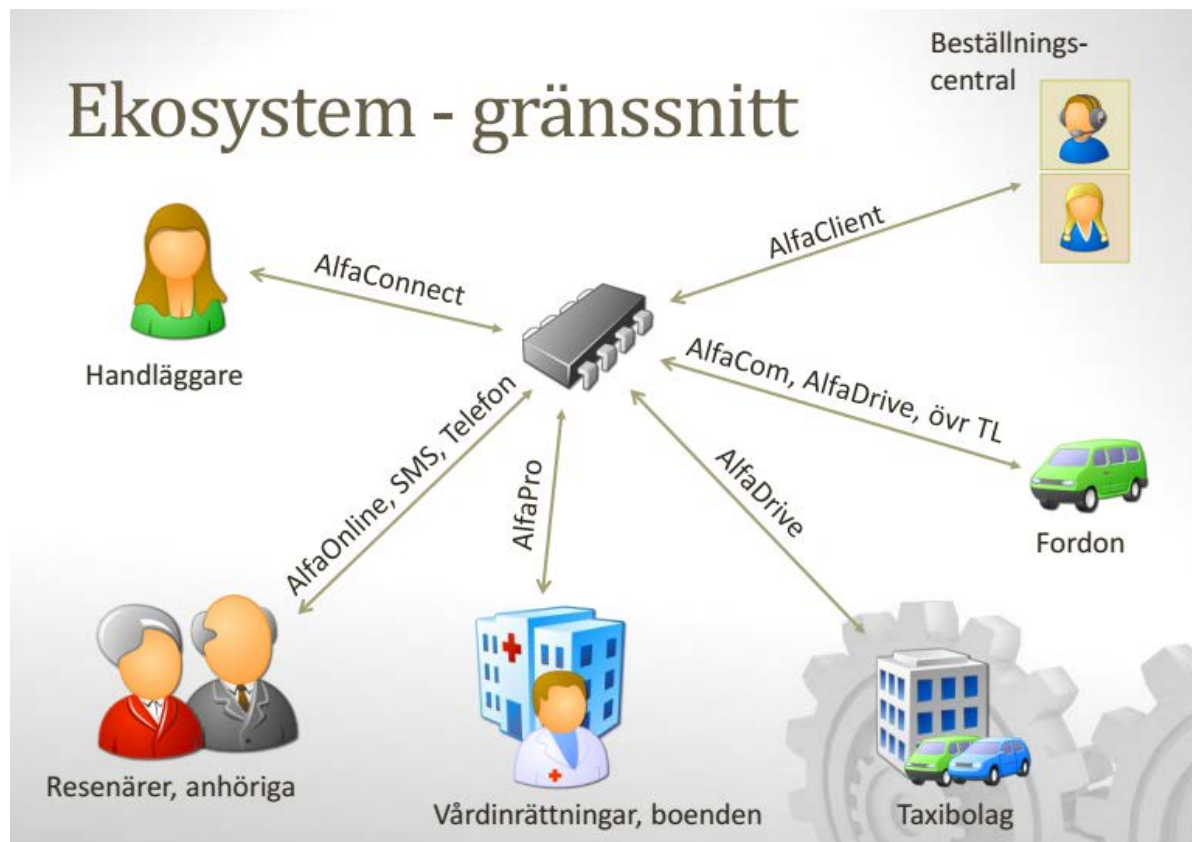 Beställnings-
central
Ekosystem - gränssnitt
AlfaClient
AlfaConnect
Handläggare
AlfaCom, AlfaDrive, övr TL
AlfaOnline, SMS, Telefon
AlfaPro
AlfaDrive
Fordon
Resenärer, anhöriga
Vårdinrättningar, boenden
Taxibolag